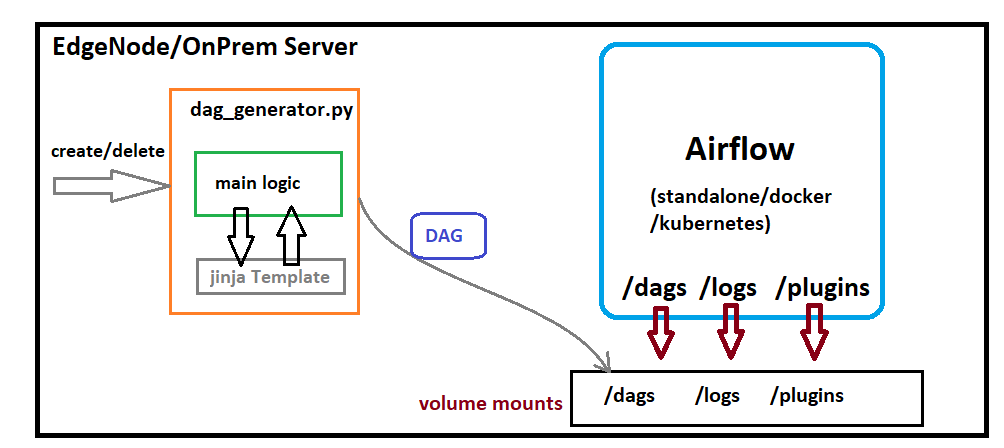 EdgeNode/OnPrem Server
dag_generator.py
create/delete
main logic
jinja Template
DAG
Airflow
(standalone/docker
/kubernetes)
/dags /logs /plugins
volume mounts
/dags /logs /plugins